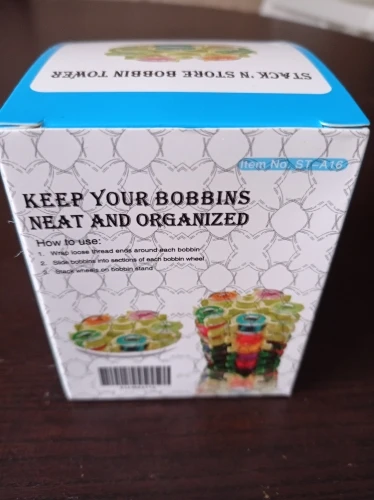 STACK'N STORE BOBBIN TOWER
Item No. ST-A16
KEEP YOUR BOBBINS
NEAT AND ORGANIZED
How to use:
1. Wrap loose thread ends around each bobbin
2. Slide bobbins into sections of each bobbin wheel
3. Stack wheels on bobbin stand